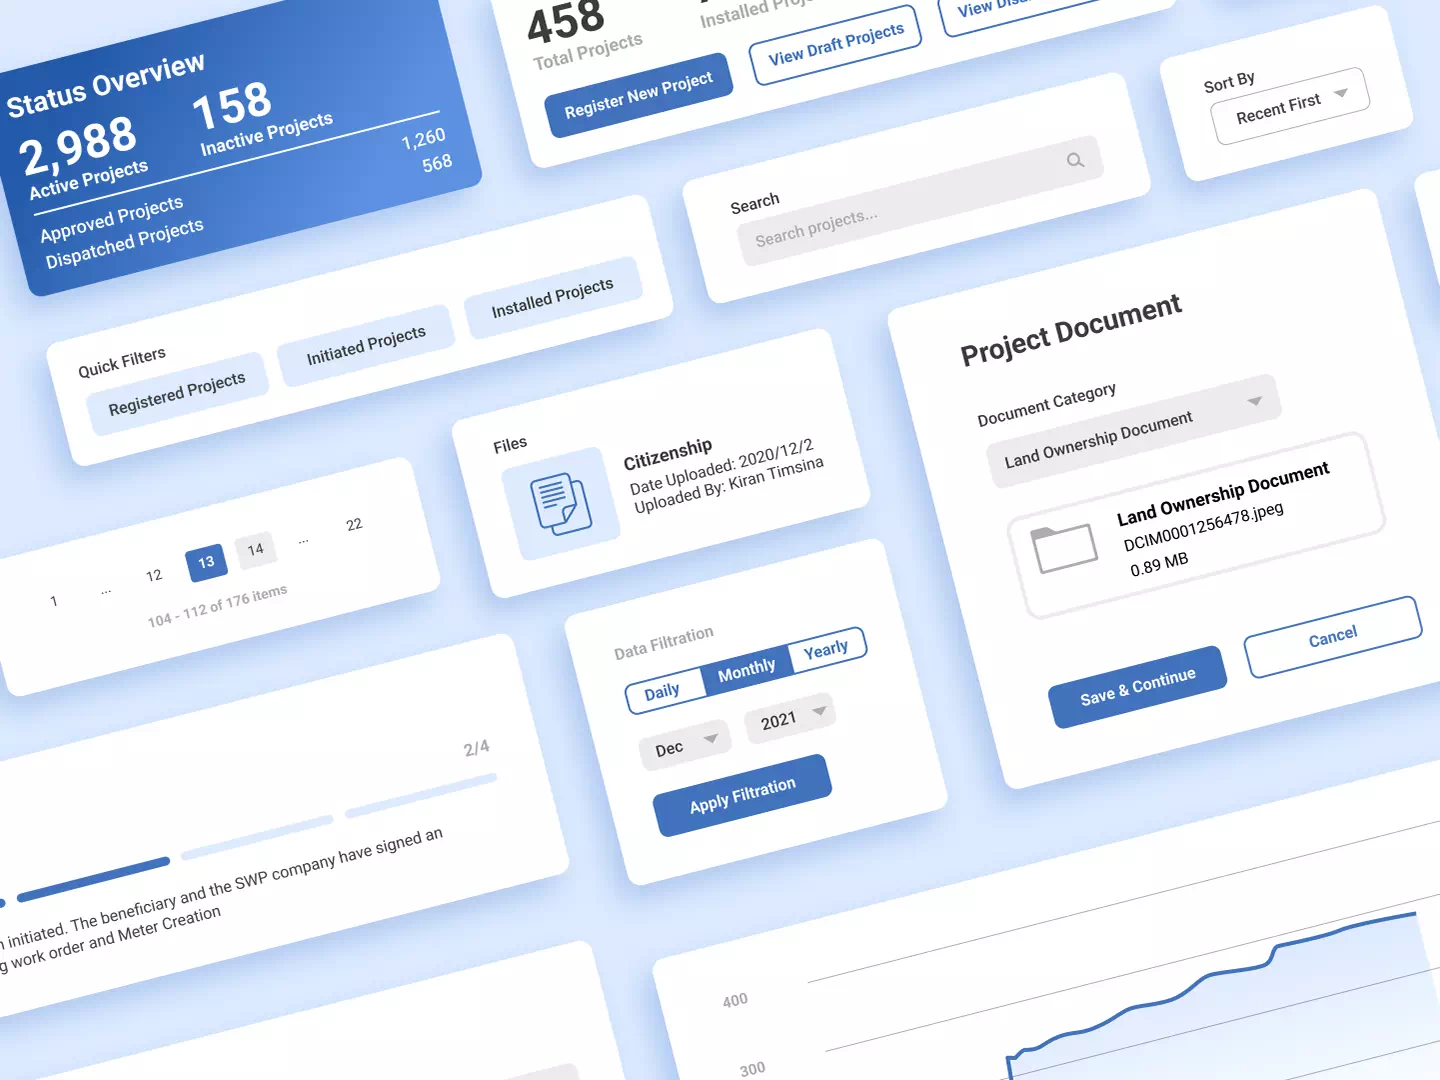 Status Overview
2,988
Active Projects
158
Inactive Projects
Approved Projects 1,260
Dispatched Projects 568
458
Total Projects
Installed
Register New Project
View Draft Projects
View
Search
Search projects...
Sort By
Recent First
Quick Filters
Registered Projects
Initiated Projects
Installed Projects
Files
Citizenship
Date Uploaded: 2020/12/2
Uploaded By: Kiran Timsina
Project Document
Document Category
Land Ownership Document
Land Ownership Document
DCIM0001256478.jpeg
0.89 MB
Save & Continue
Cancel
1 ... 12 13 14 ... 22
104 - 112 of 176 items
Data Filtration
Daily Monthly Yearly
Dec 2021
Apply Filtration
2/4
initiated. The beneficiary and the SWP company have signed an
work order and Meter Creation
400
300